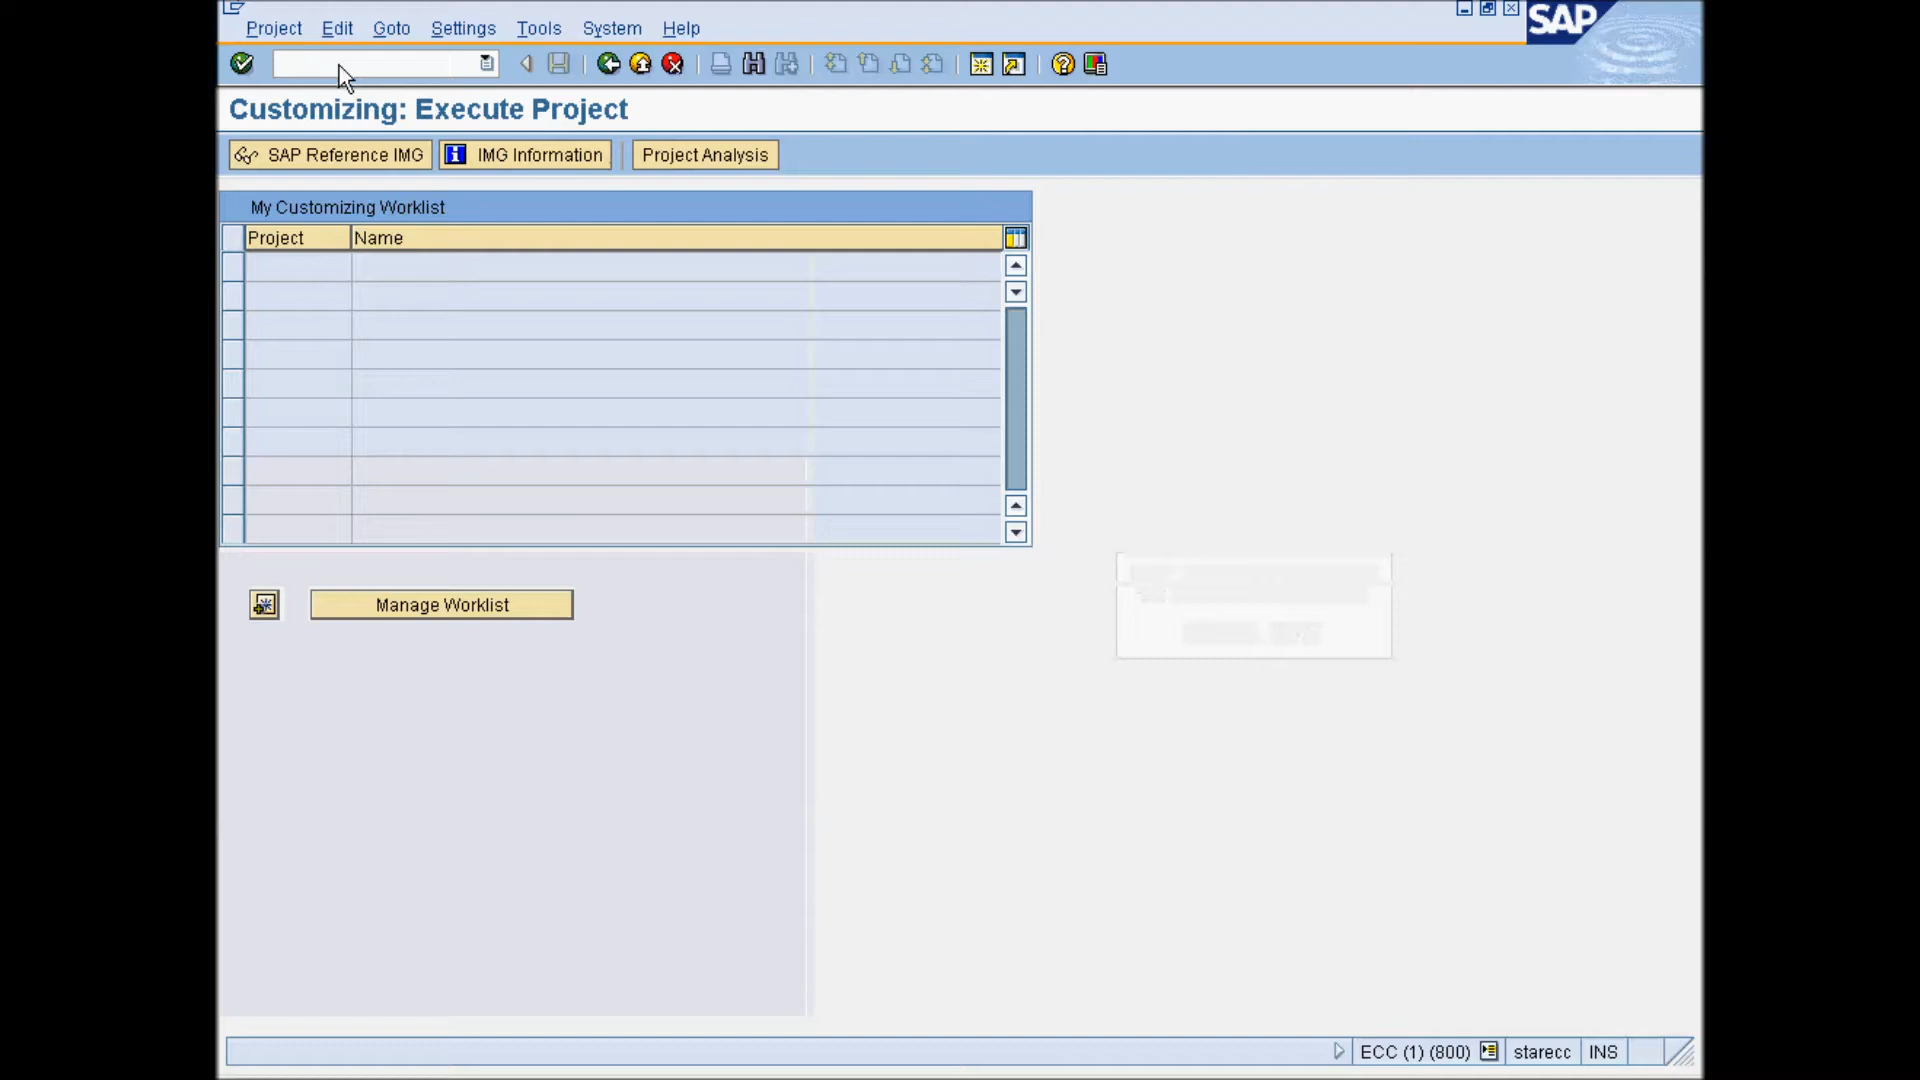 Project Edit Goto Settings Tools System Help
SAP
Customizing: Execute Project
SAP Reference IMG IMG Information Project Analysis
My Customizing Worklist
Project Name
Manage Worklist
ECC (1) (800) starecc INS